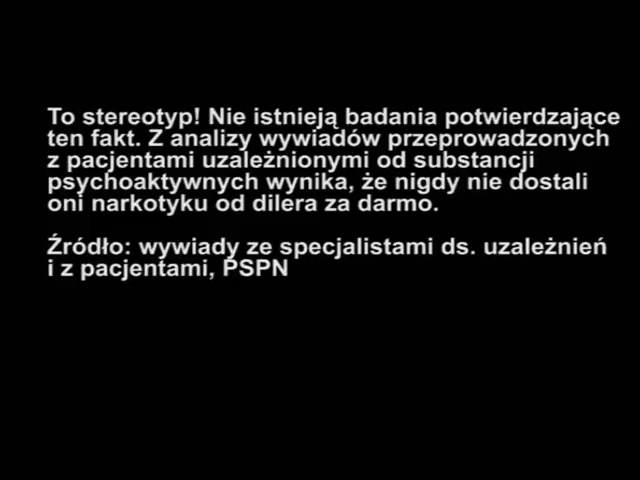 To stereotyp! Nie istnieją badania potwierdzające
ten fakt. Z analizy wywiadów przeprowadzonych
z pacjentami uzależnionymi od substancji
psychoaktywnych wynika, że nigdy nie dostali
oni narkotyku od dilera za darmo.
Źródło: wywiady ze specjalistami ds. uzależnień
i z pacjentami, PSPN